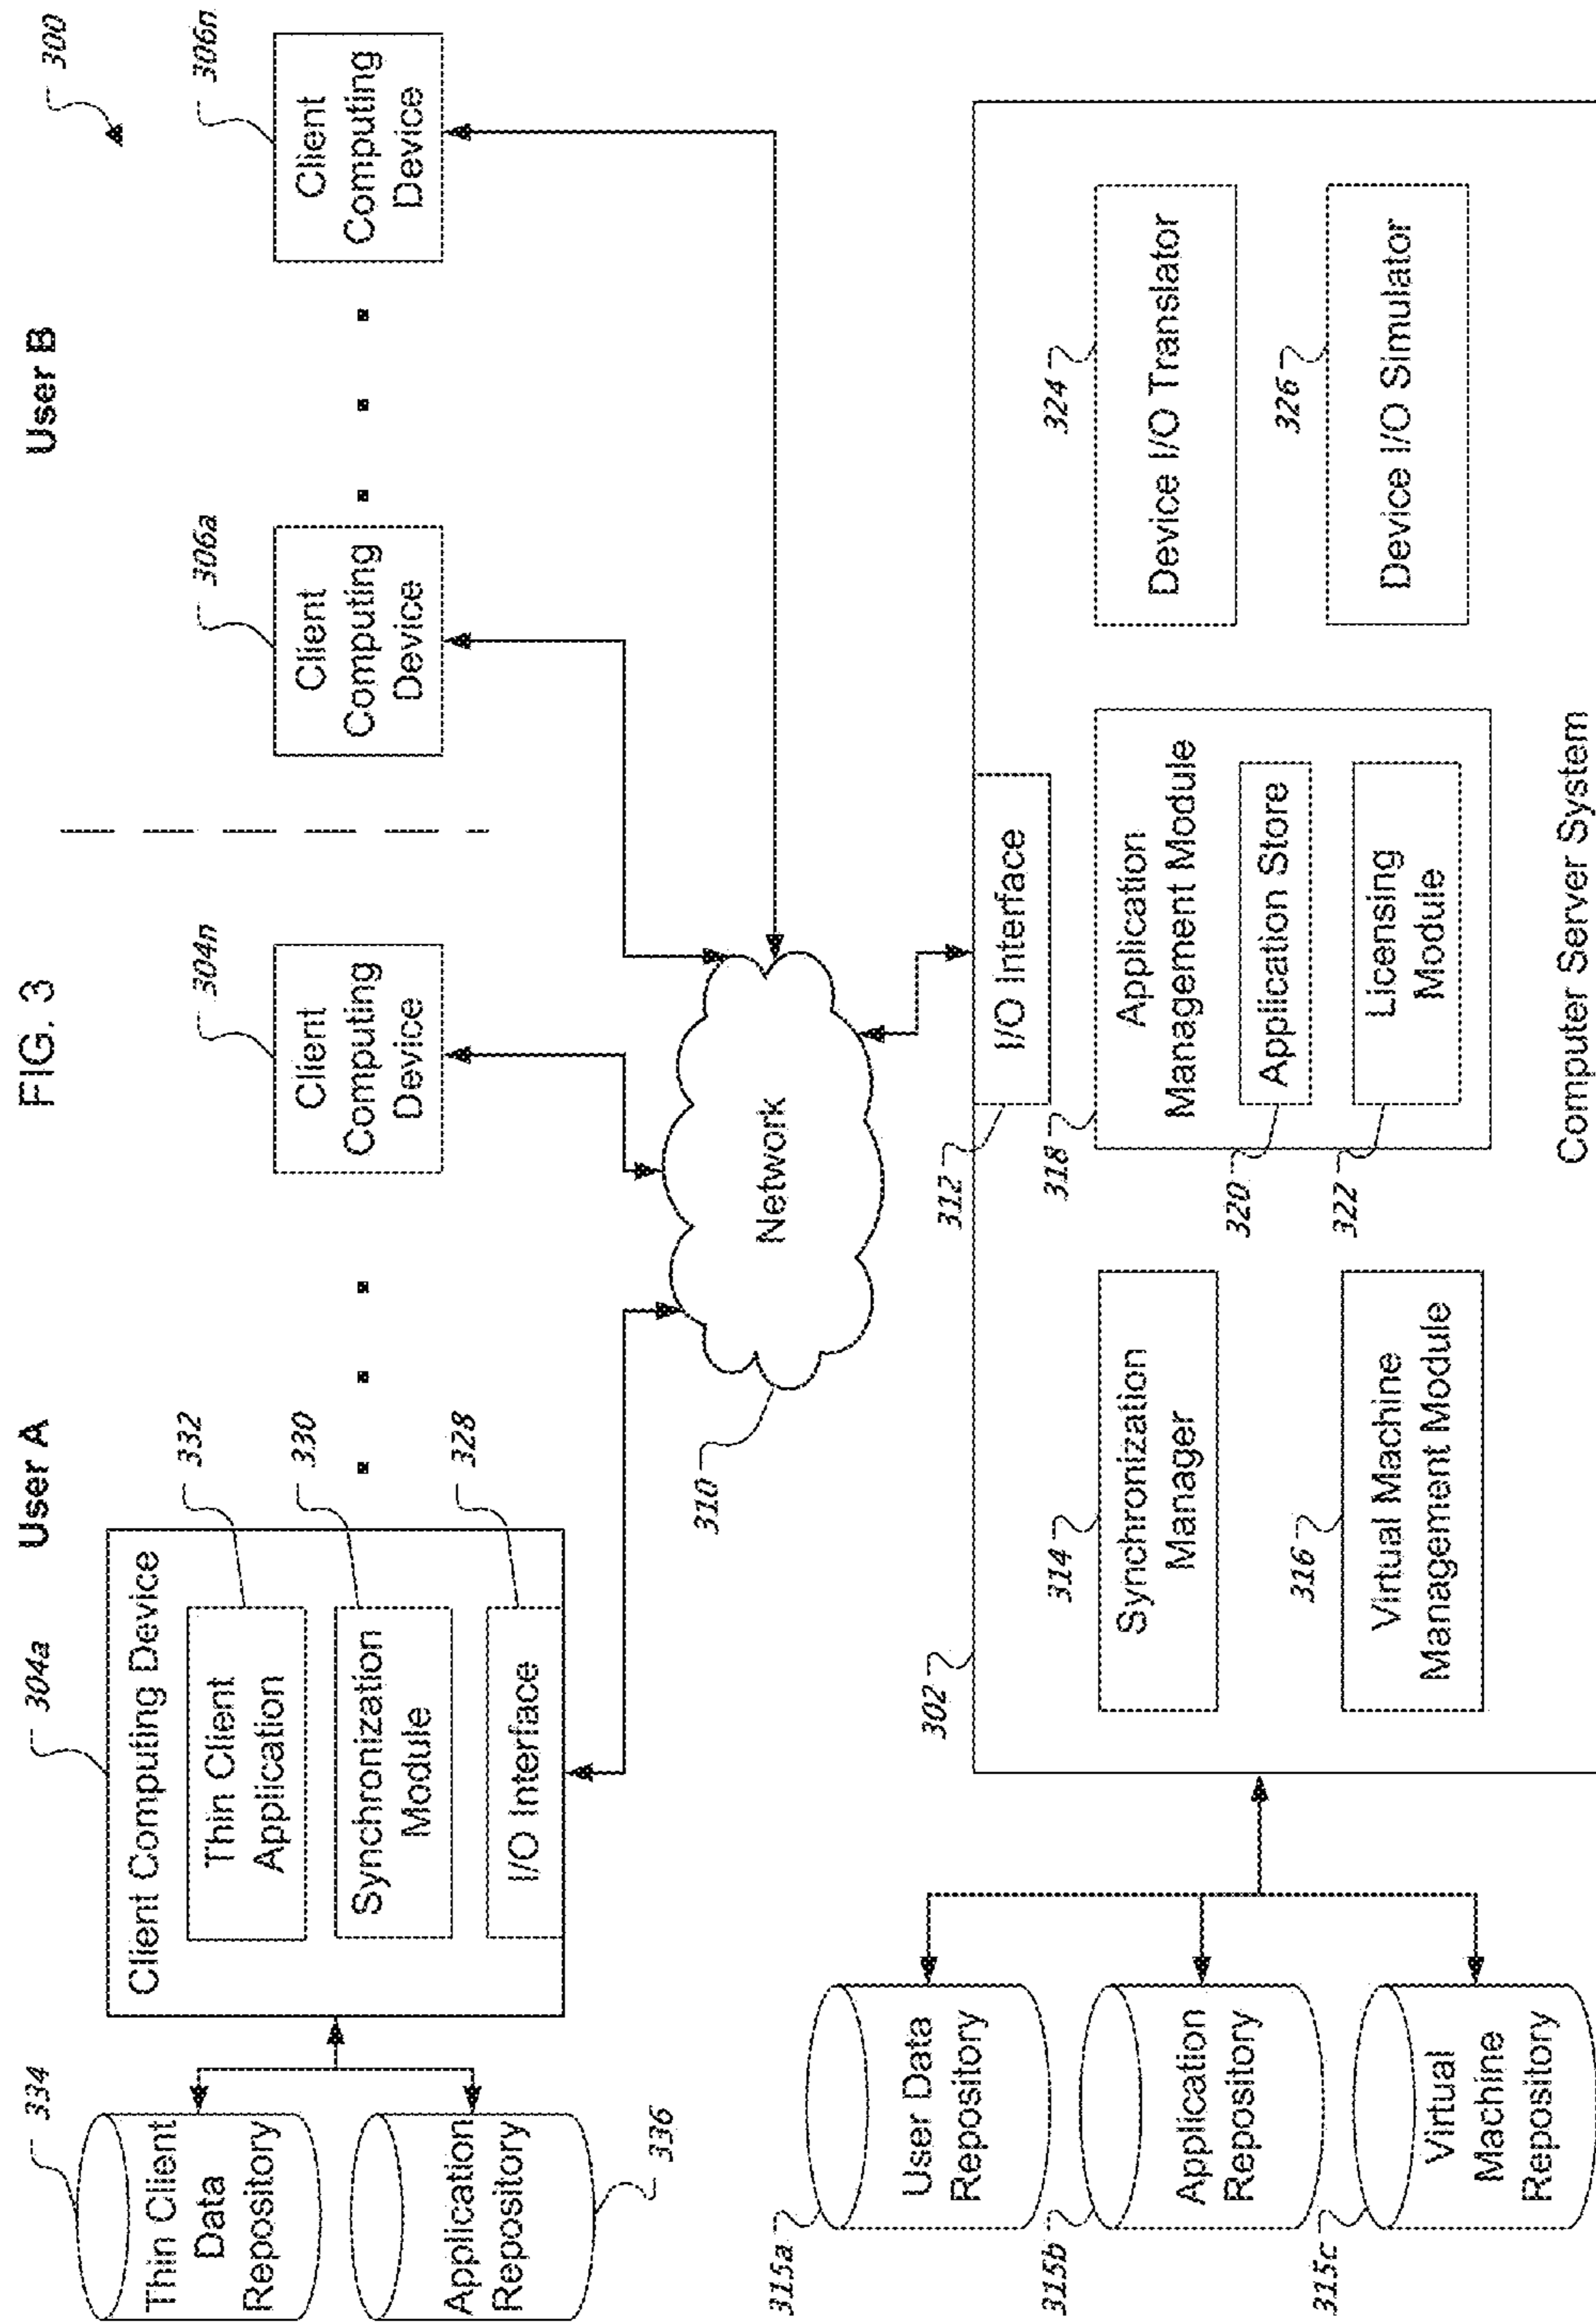 FIG. 3
300
User A
User B
304a
Client Computing Device
Thin Client
Application
332
Synchronization
Module
330
I/O Interface
328
334
Thin Client
Data
Repository
Application
Repository
336
304n
Client
Computing
Device
306a
Client
Computing
Device
306n
Client
Computing
Device
Network
310
302
I/O Interface
312
314
Synchronization
Manager
316
Virtual Machine
Management Module
318
Application
Management Module
320
Application Store
322
Licensing
Module
324
Device I/O Translator
326
Device I/O Simulator
Computer Server System
315a
User Data
Repository
315b
Application
Repository
315c
Virtual
Machine
Repository